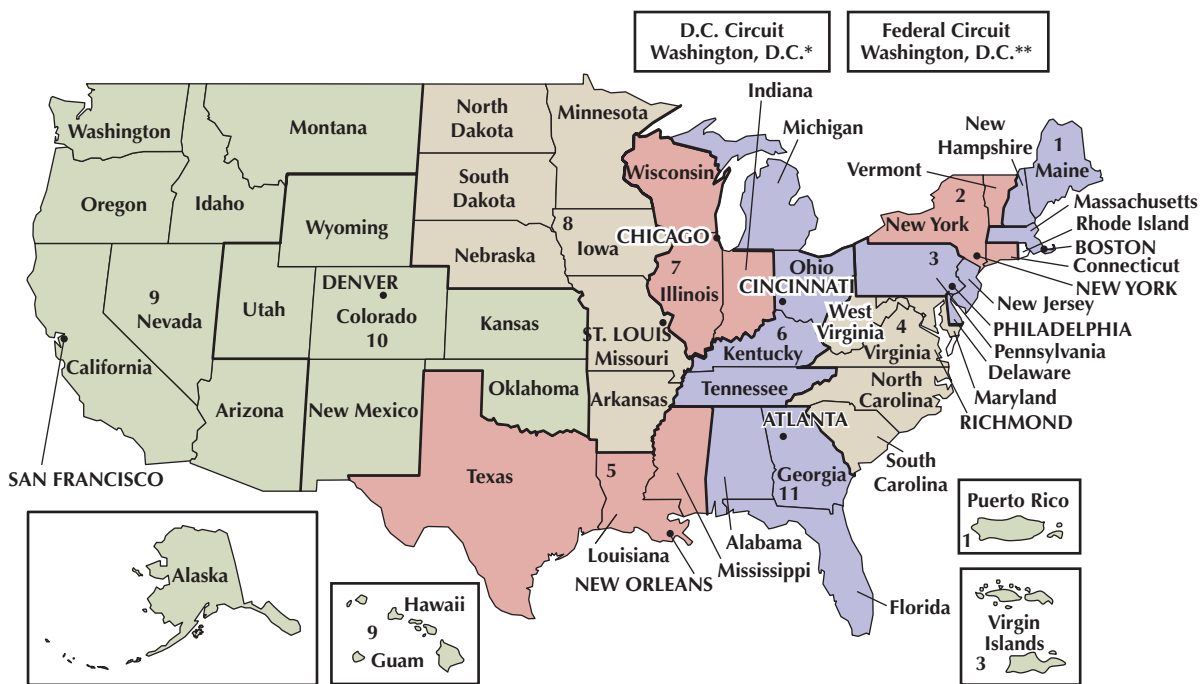 D.C. Circuit
Washington, D.C.*
Federal Circuit
Washington, D.C.**
Indiana
Michigan
New
Hampshire
Vermont
1
Maine
Massachusetts
Rhode Island
BOSTON
Connecticut
NEW YORK
New Jersey
PHILADELPHIA
Pennsylvania
Delaware
Maryland
RICHMOND
Washington
Montana
North
Dakota
Minnesota
Wisconsin
Oregon
Idaho
Wyoming
South
Dakota
8
Iowa
CHICAGO
2
New York
Nebraska
7
Illinois
Ohio
CINCINNATI
3
9
Nevada
Utah
DENVER
Colorado
10
Kansas
ST. LOUIS
Missouri
6
Kentucky
West
Virginia
4
Virginia
California
Arizona
New Mexico
Oklahoma
Arkansas
Tennessee
North
Carolina
SAN FRANCISCO
Texas
5
Louisiana
NEW ORLEANS
Mississippi
Alabama
ATLANTA
Georgia
11
South
Carolina
Florida
Alaska
Hawaii
9
Guam
Puerto Rico
1
Virgin
Islands
3